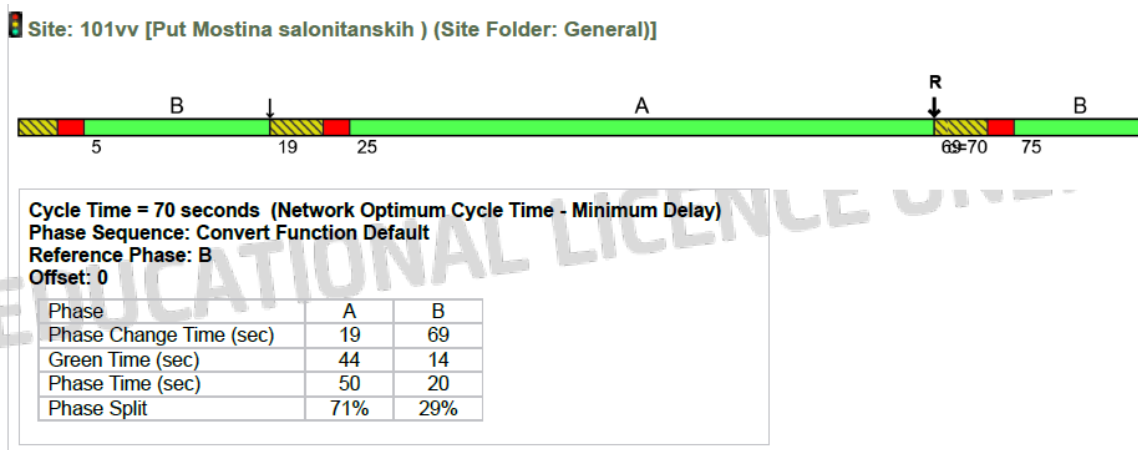 Site: 101vv [Put Mostina salonitanskih ) (Site Folder: General)]
R
B A B
5 19 25 69 =70 75
Cycle Time = 70 seconds (Network Optimum Cycle Time - Minimum Delay)
Phase Sequence: Convert Function Default
Reference Phase: B
Offset: 0
Phase A B
Phase Change Time (sec) 19 69
Green Time (sec) 44 14
Phase Time (sec) 50 20
Phase Split 71% 29%
EDUCATIONAL LICENCE